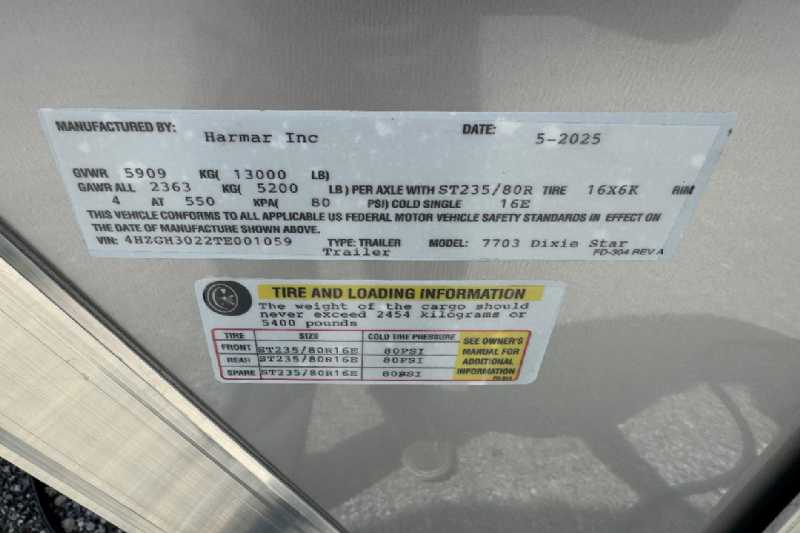 MANUFACTURED BY: Harmar Inc DATE: 5-2025
GVWR 5909 KG( 13000 LB)
GAWR ALL 2363 KG( 5200 LB) PER AXLE WITH ST235/80R TIRE 16X6K RIM
4 AT 550 KPA( 80 PSI) COLD SINGLE 16E
THIS VEHICLE CONFORMS TO ALL APPLICABLE US FEDERAL MOTOR VEHICLE SAFETY STANDARDS IN EFFECT ON
THE DATE OF MANUFACTURE SHOWN ABOVE.
VIN: 4HZGH3022TE001059 TYPE: TRAILER MODEL: 7703 Dixie Star
Trailer FD-304 REV A
TIRE AND LOADING INFORMATION
The weight of the cargo should
never exceed 2454 kilograms or
5400 pounds
TIRE SIZE COLD TIRE PRESSURE SEE OWNER'S
FRONT ST235/80R16E 80PSI MANUAL FOR
REAR ST235/80R16E 80PSI ADDITIONAL
SPARE ST235/80R16E 80PSI INFORMATION